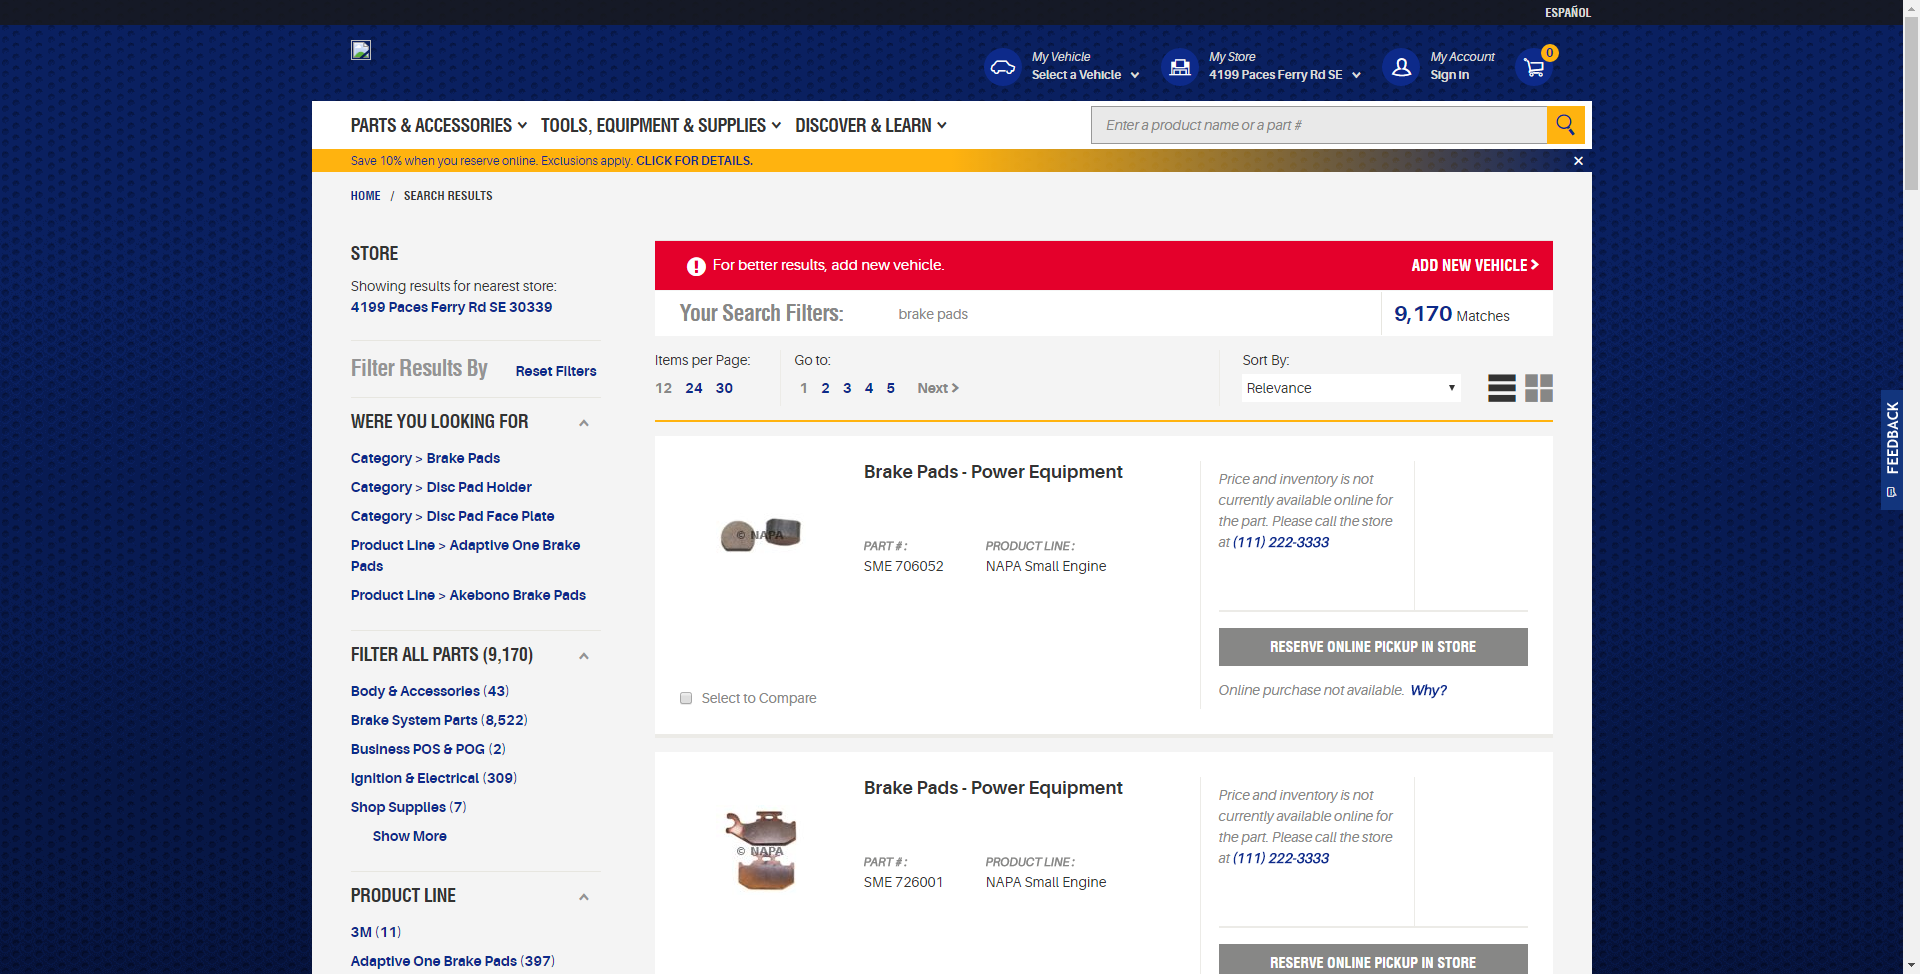 ESPAÑOL
My Vehicle
Select a Vehicle
My Store
4199 Paces Ferry Rd SE
My Account
Sign in
0
PARTS & ACCESSORIES
TOOLS, EQUIPMENT & SUPPLIES
DISCOVER & LEARN
Enter a product name or a part #
Save 10% when you reserve online. Exclusions apply. CLICK FOR DETAILS.
HOME / SEARCH RESULTS
STORE
Showing results for nearest store:
4199 Paces Ferry Rd SE 30339
Filter Results By
Reset Filters
WERE YOU LOOKING FOR
Category > Brake Pads
Category > Disc Pad Holder
Category > Disc Pad Face Plate
Product Line > Adaptive One Brake
Pads
Product Line > Akebono Brake Pads
FILTER ALL PARTS (9,170)
Body & Accessories (43)
Brake System Parts (8,522)
Business POS & POG (2)
Ignition & Electrical (309)
Shop Supplies (7)
Show More
PRODUCT LINE
3M (11)
Adaptive One Brake Pads (397)
For better results, add new vehicle.
ADD NEW VEHICLE >
Your Search Filters:
brake pads
9,170 Matches
Items per Page:
12 24 30
Go to:
1 2 3 4 5 Next >
Sort By:
Relevance
Brake Pads - Power Equipment
© NAPA
PART # :
SME 706052
PRODUCT LINE :
NAPA Small Engine
Select to Compare
Price and inventory is not
currently available online for
the part. Please call the store
at (111) 222-3333
RESERVE ONLINE PICKUP IN STORE
Online purchase not available. Why?
Brake Pads - Power Equipment
© NAPA
PART # :
SME 726001
PRODUCT LINE :
NAPA Small Engine
Price and inventory is not
currently available online for
the part. Please call the store
at (111) 222-3333
RESERVE ONLINE PICKUP IN STORE
FEEDBACK